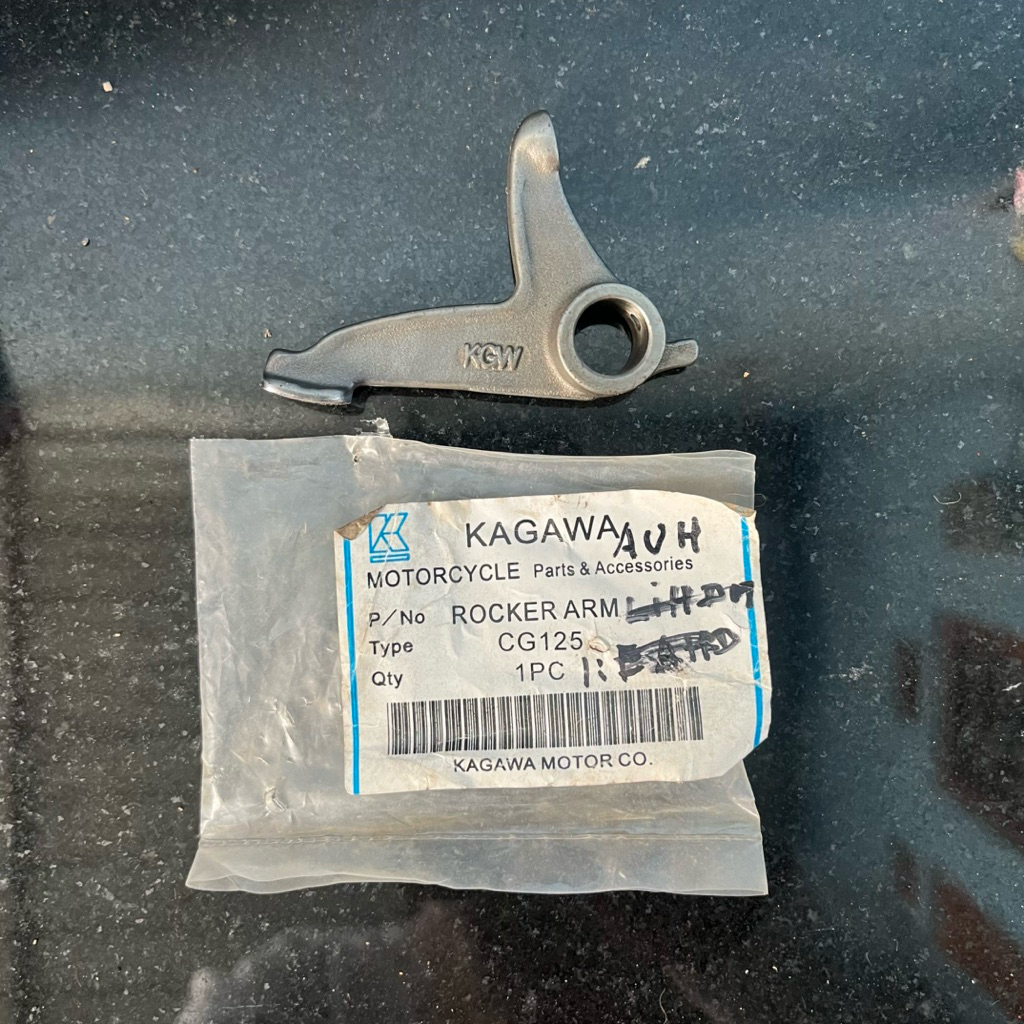 KGW
KAGAWA AUH
MOTORCYCLE Parts & Accessories
P/No ROCKER ARM
Type CG125
Qty 1PC
KAGAWA MOTOR CO.